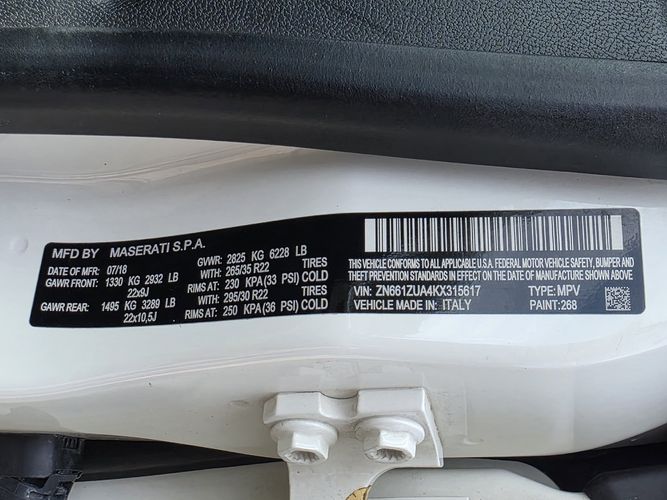 MFD BY MASERATI S.P.A.
DATE OF MFR: 07/18 GVWR: 2825 KG 6228 LB
GAWR FRONT: 1330 KG 2932 LB WITH: 265/35 R22 TIRES
22x9J RIMS AT: 230 KPA (33 PSI) COLD
GAWR REAR: 1495 KG 3289 LB WITH: 295/30 R22 TIRES
22x10,5J RIMS AT: 250 KPA (36 PSI) COLD
THIS VEHICLE CONFORMS TO ALL APPLICABLE U.S.A. FEDERAL MOTOR VEHICLE SAFETY, BUMPER AND
THEFT PREVENTION STANDARDS IN EFFECT ON THE DATE OF MANUFACTURE SHOWN ABOVE
VIN: ZN661ZUA4KX315617 TYPE: MPV
VEHICLE MADE IN: ITALY PAINT: 268